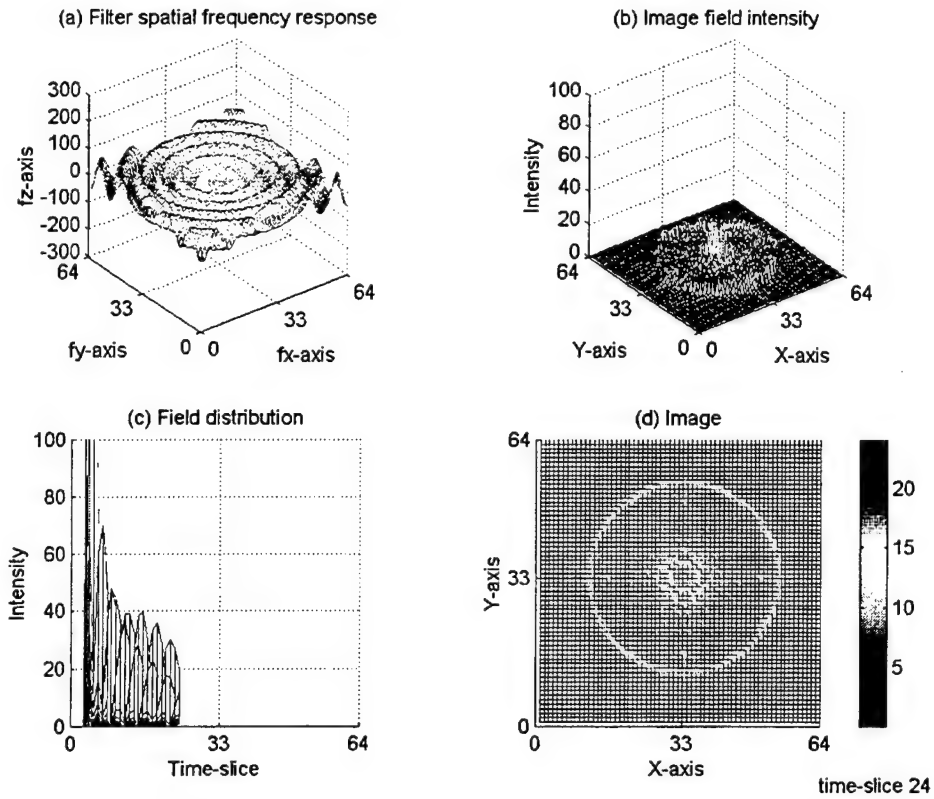 (a) Filter spatial frequency response
300
200
100
0
-100
-200
-300
fz-axis
64
33
0
fy-axis
0
33
64
fx-axis
(b) Image field intensity
100
80
60
40
20
0
Intensity
64
33
0
Y-axis
0
33
64
X-axis
(c) Field distribution
100
80
60
40
20
0
Intensity
0
33
64
Time-slice
(d) Image
64
33
0
Y-axis
0
33
64
X-axis
20
15
10
5
time-slice 24